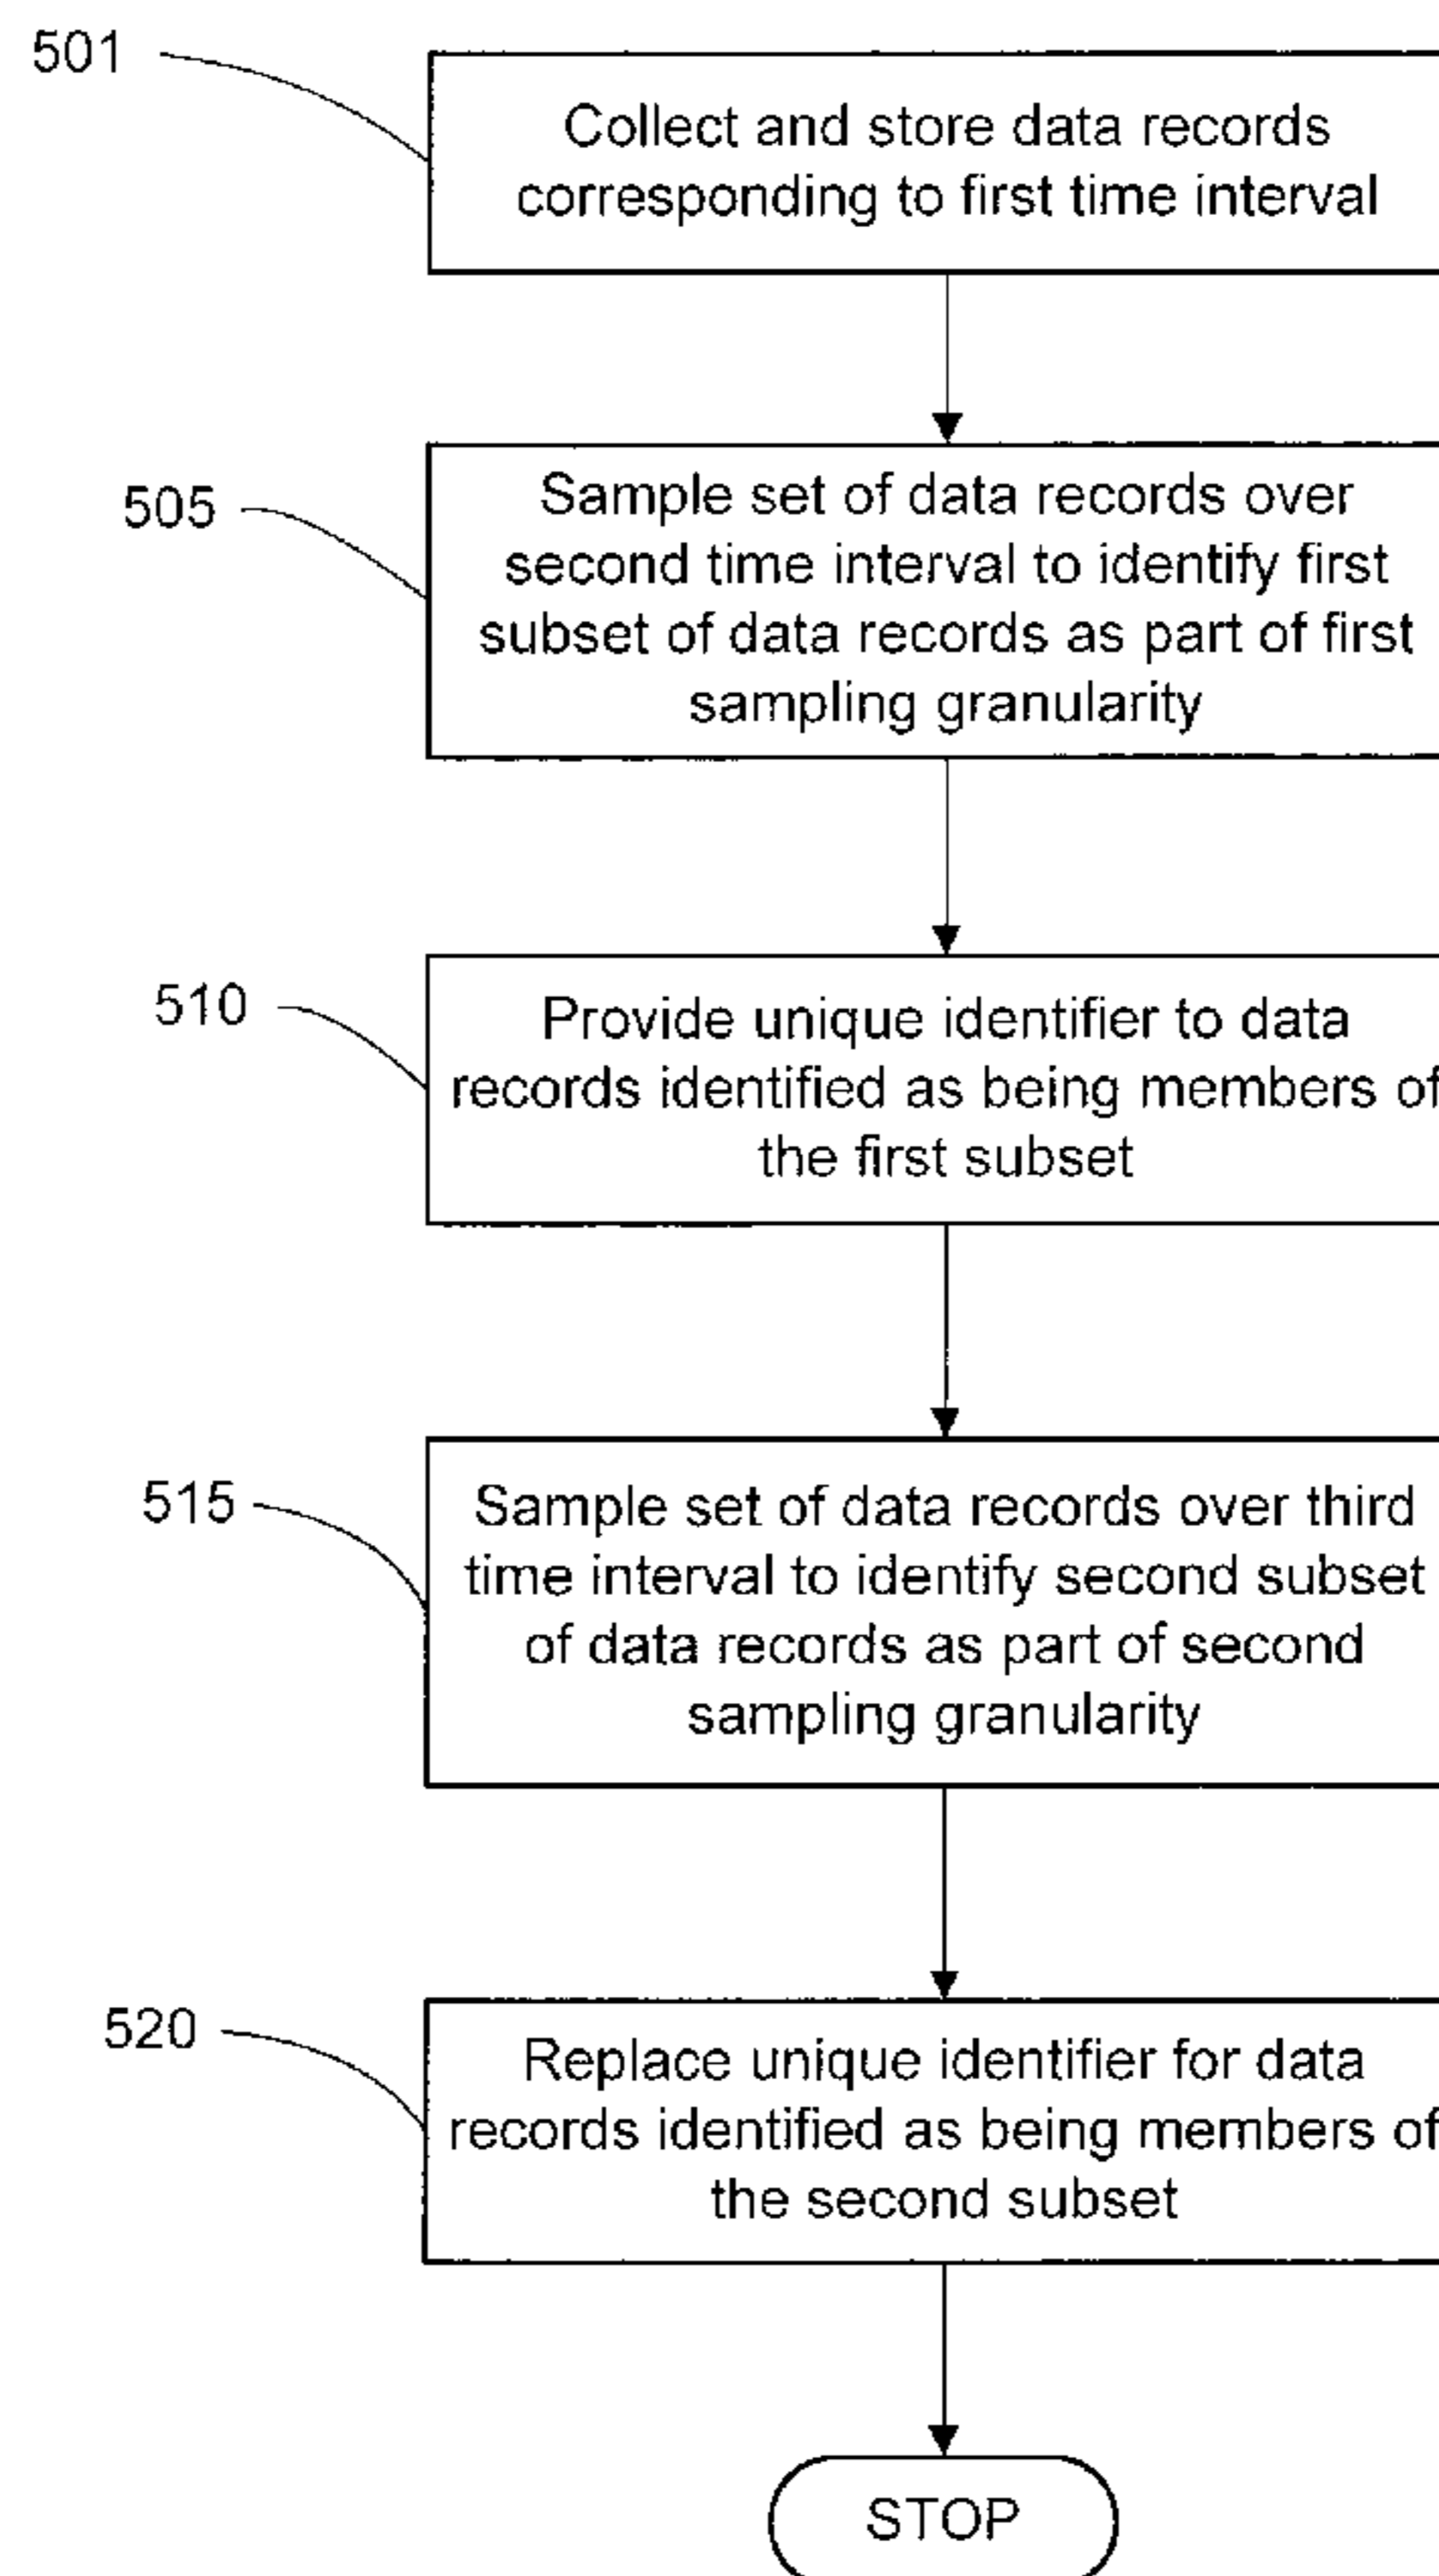 501
Collect and store data records
corresponding to first time interval
505
Sample set of data records over
second time interval to identify first
subset of data records as part of first
sampling granularity
510
Provide unique identifier to data
records identified as being members of
the first subset
515
Sample set of data records over third
time interval to identify second subset
of data records as part of second
sampling granularity
520
Replace unique identifier for data
records identified as being members of
the second subset
STOP